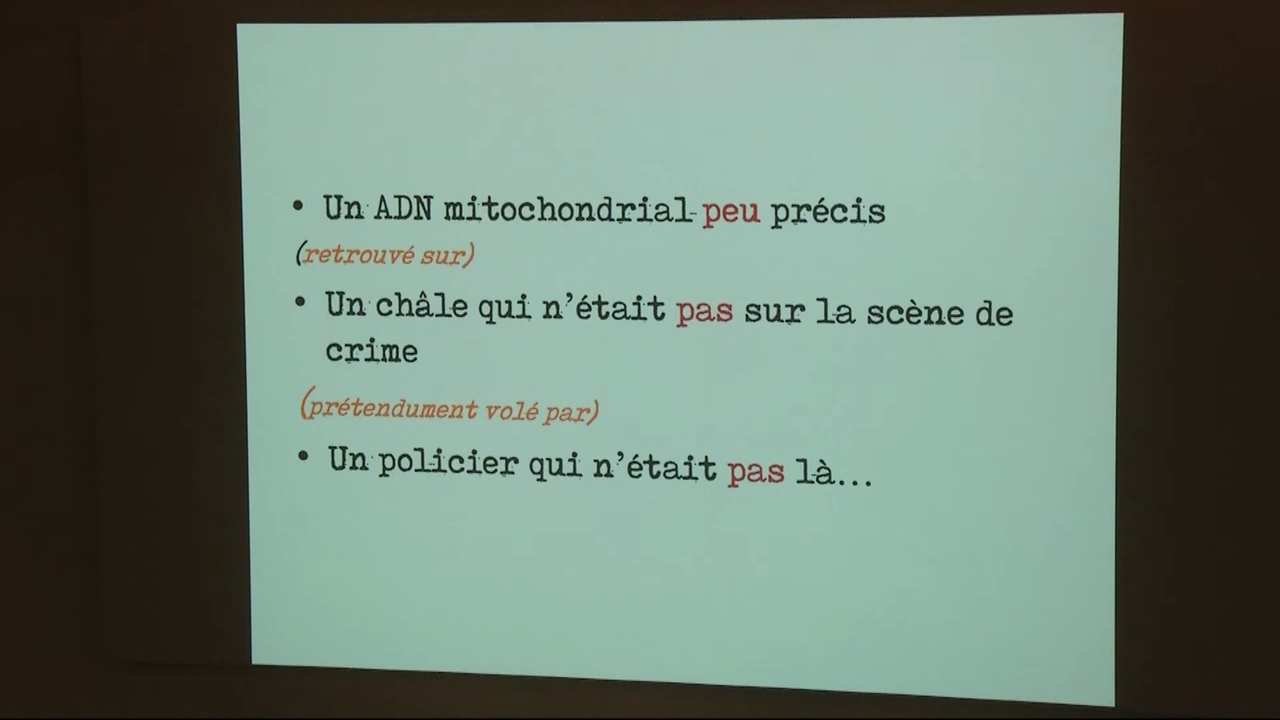 • Un ADN mitochondrial peu précis
(retrouvé sur)
• Un châle qui n'était pas sur la scène de
crime
(prétendument volé par)
• Un policier qui n'était pas là...